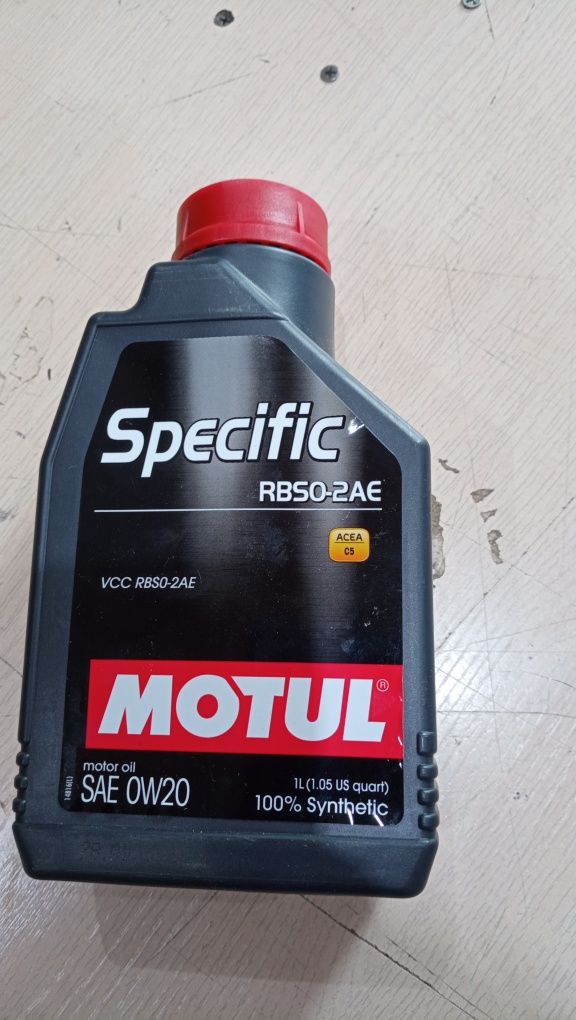 Specific
RBS0-2AE
ACEA
C5
VCC RBS0-2AE
MOTUL®
motor oil
SAE 0W20
1L (1.05 US quart)
100% Synthetic
14816(L)